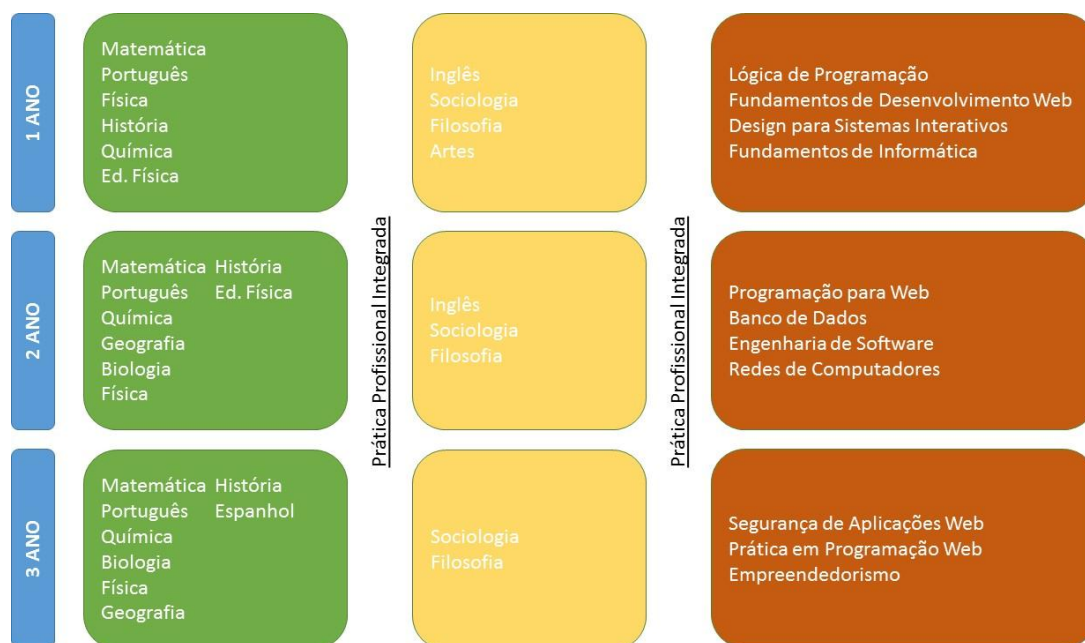 1 ANO
Matemática
Português
Física
História
Química
Ed. Física
Inglês
Sociologia
Filosofia
Artes
Lógica de Programação
Fundamentos de Desenvolvimento Web
Design para Sistemas Interativos
Fundamentos de Informática
Prática Profissional Integrada
Prática Profissional Integrada
2 ANO
Matemática História
Português Ed. Física
Química
Geografia
Biologia
Física
Inglês
Sociologia
Filosofia
Programação para Web
Banco de Dados
Engenharia de Software
Redes de Computadores
3 ANO
Matemática História
Português Espanhol
Química
Biologia
Física
Geografia
Sociologia
Filosofia
Segurança de Aplicações Web
Prática em Programação Web
Empreendedorismo